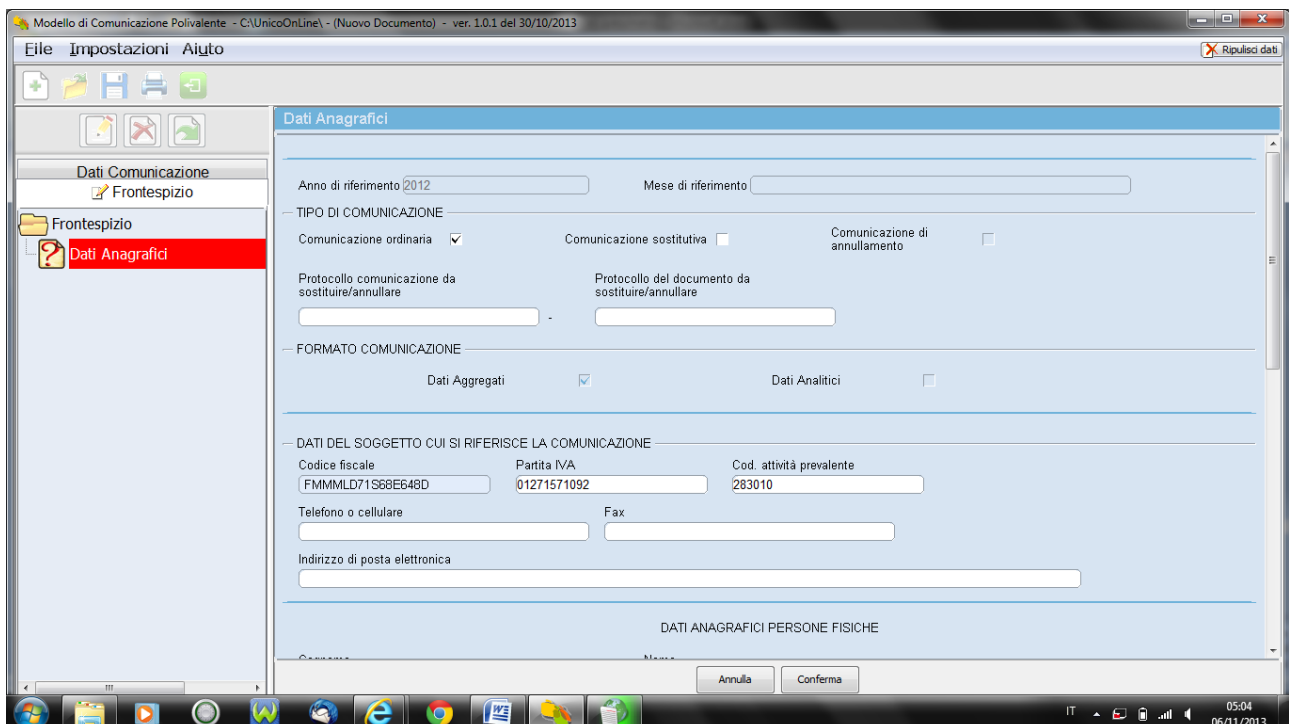 Modello di Comunicazione Polivalente - C:\UnicoOnLine\ - (Nuovo Documento) - ver. 1.0.1 del 30/10/2013
File Impostazioni Aiuto
Ripulisci dati
Dati Anagrafici
Dati Comunicazione
Frontespizio
Frontespizio
Dati Anagrafici
Anno di riferimento 2012 Mese di riferimento
TIPO DI COMUNICAZIONE
Comunicazione ordinaria Comunicazione sostitutiva Comunicazione di annullamento
Protocollo comunicazione da sostituire/annullare
Protocollo del documento da sostituire/annullare
-
FORMATO COMUNICAZIONE
Dati Aggregati Dati Analitici
DATI DEL SOGGETTO CUI SI RIFERISCE LA COMUNICAZIONE
Codice fiscale Partita IVA Cod. attività prevalente
FMMMLD71S68E648D 01271571092 283010
Telefono o cellulare Fax
Indirizzo di posta elettronica
DATI ANAGRAFICI PERSONE FISICHE
Annulla Conferma
IT
05:04
06/11/2013